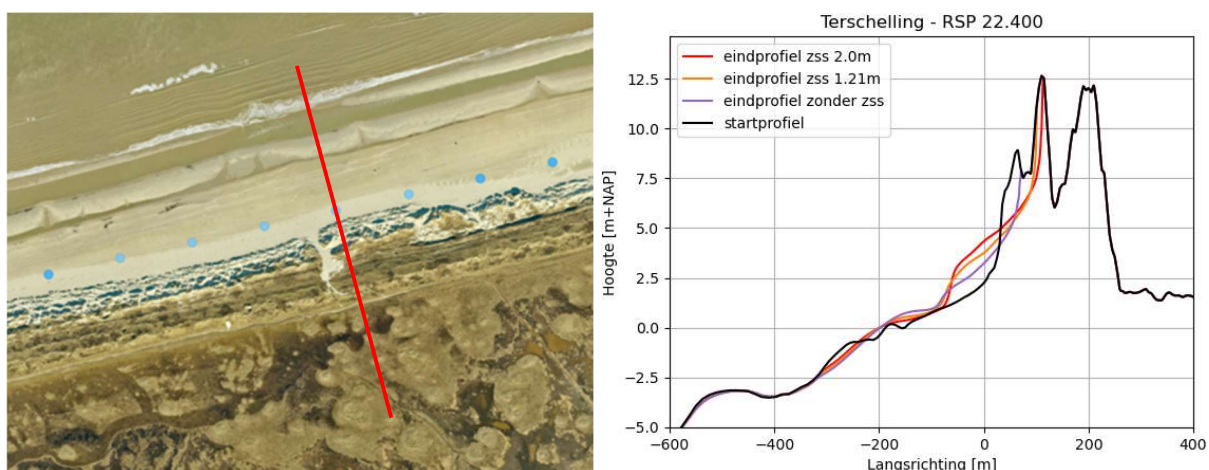 Terschelling - RSP 22.400
eindprofiel zss 2.0m
eindprofiel zss 1.21m
eindprofiel zonder zss
startprofiel
Hoogte [m+NAP]
12.5
10.0
7.5
5.0
2.5
0.0
−2.5
−5.0
−600
−400
−200
0
200
400
Langsrichting [m]